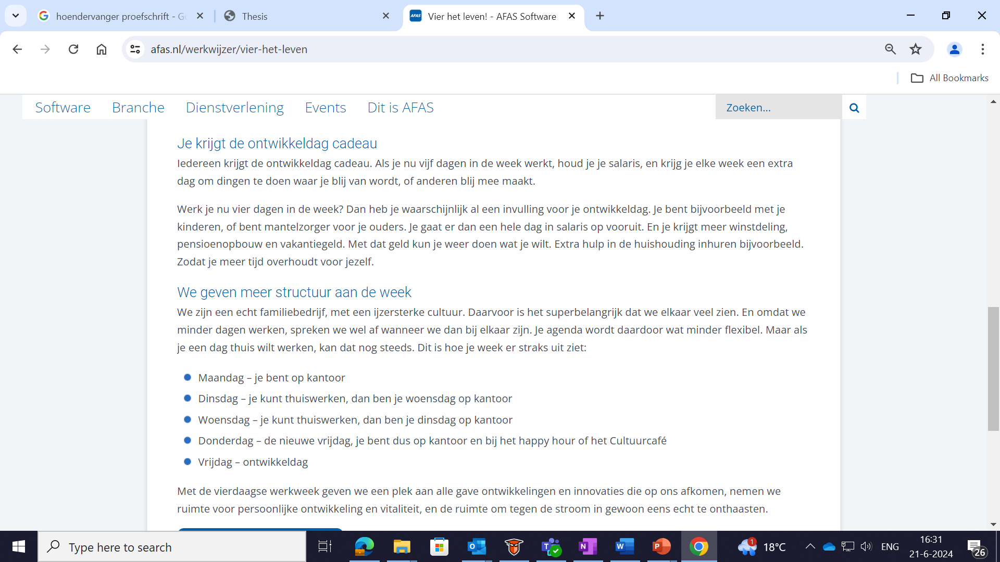 hoendervanger proefschrift - Go
Thesis
AFAS
Vier het leven! - AFAS Software
afas.nl/werkwijzer/vier-het-leven
All Bookmarks
Software
Branche
Dienstverlening
Events
Dit is AFAS
Zoeken...
Je krijgt de ontwikkeldag cadeau
Iedereen krijgt de ontwikkeldag cadeau. Als je nu vijf dagen in de week werkt, houd je je salaris, en krijg je elke week een extra
dag om dingen te doen waar je blij van wordt, of anderen blij mee maakt.
Werk je nu vier dagen in de week? Dan heb je waarschijnlijk al een invulling voor je ontwikkeldag. Je bent bijvoorbeeld met je
kinderen, of bent mantelzorger voor je ouders. Je gaat er dan een hele dag in salaris op vooruit. En je krijgt meer winstdeling,
pensioenopbouw en vakantiegeld. Met dat geld kun je weer doen wat je wilt. Extra hulp in de huishouding inhuren bijvoorbeeld.
Zodat je meer tijd overhoudt voor jezelf.
We geven meer structuur aan de week
We zijn een echt familiebedrijf, met een ijzersterke cultuur. Daarvoor is het superbelangrijk dat we elkaar veel zien. En omdat we
minder dagen werken, spreken we wel af wanneer we dan bij elkaar zijn. Je agenda wordt daardoor wat minder flexibel. Maar als
je een dag thuis wilt werken, kan dat nog steeds. Dit is hoe je week er straks uit ziet:
Maandag – je bent op kantoor
Dinsdag – je kunt thuiswerken, dan ben je woensdag op kantoor
Woensdag – je kunt thuiswerken, dan ben je dinsdag op kantoor
Donderdag – de nieuwe vrijdag, je bent dus op kantoor en bij het happy hour of het Cultuurcafé
Vrijdag – ontwikkeldag
Met de vierdaagse werkweek geven we een plek aan alle gave ontwikkelingen en innovaties die op ons afkomen, nemen we
ruimte voor persoonlijke ontwikkeling en vitaliteit, en de ruimte om tegen de stroom in gewoon eens echt te onthaasten.
Type here to search
1
18°C
ENG
16:31
21-6-2024
26